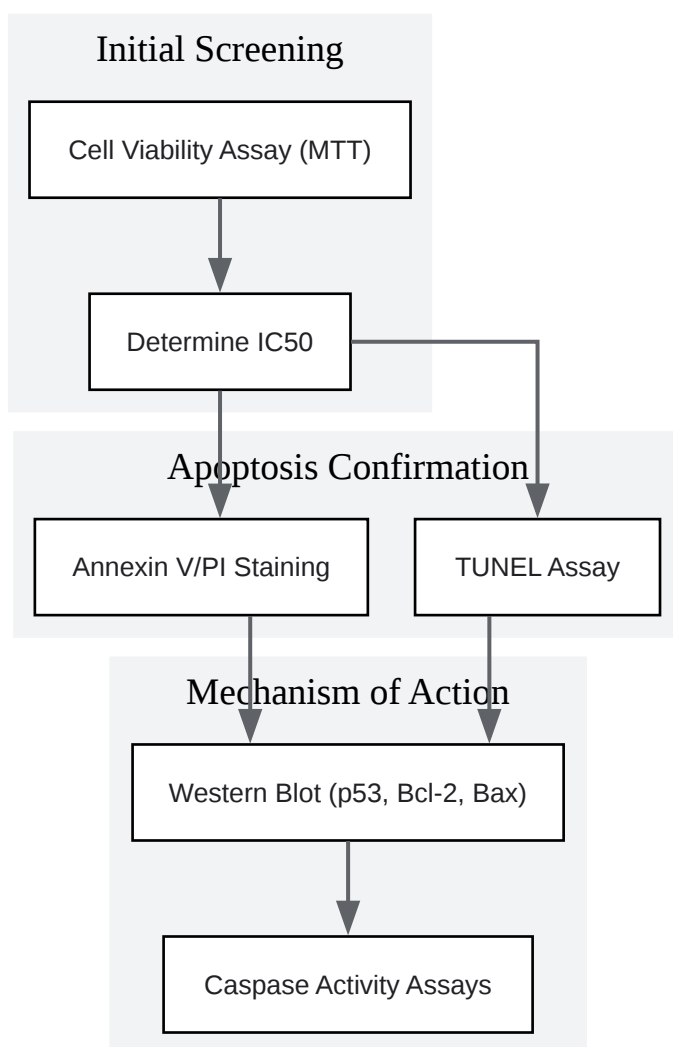 Initial Screening
Cell Viability Assay (MTT)
Determine IC50
Apoptosis Confirmation
Annexin V/PI Staining
TUNEL Assay
Mechanism of Action
Western Blot (p53, Bcl-2, Bax)
Caspase Activity Assays